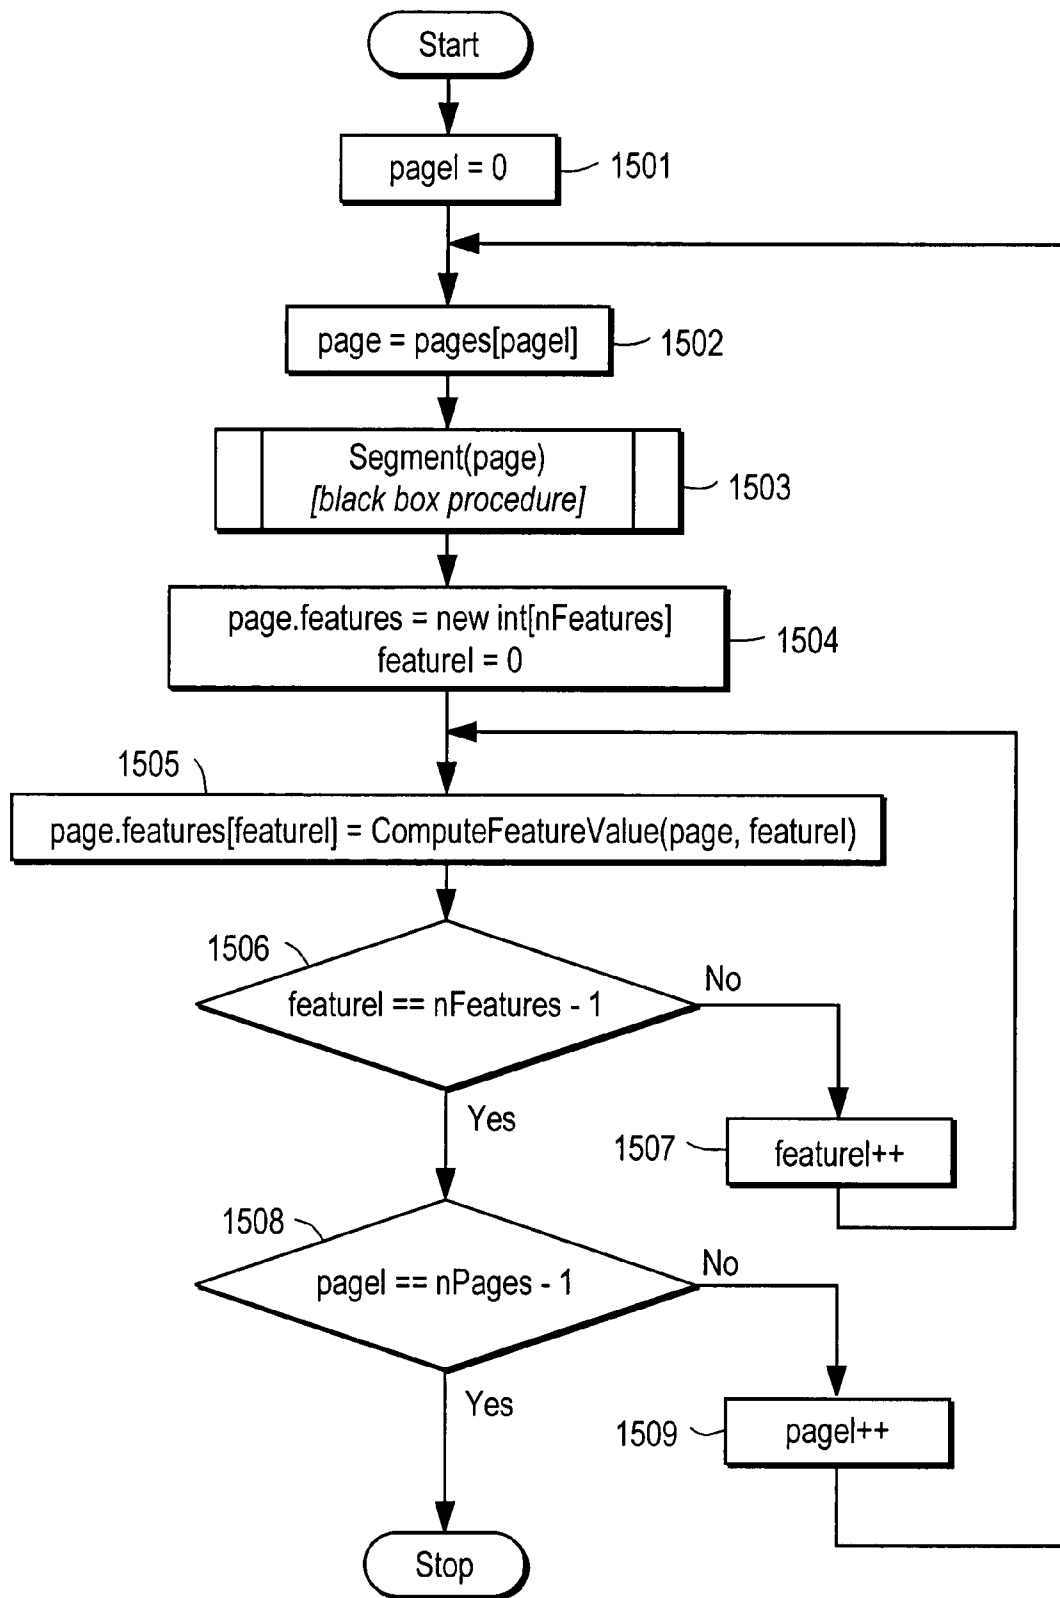 Start
pageI = 0
1501
page = pages[pageI]
1502
Segment(page)
[black box procedure]
1503
page.features = new int[nFeatures]
featureI = 0
1504
1505
page.features[featureI] = ComputeFeatureValue(page, featureI)
1506
featureI == nFeatures - 1
No
Yes
1507
featureI++
1508
pageI == nPages - 1
No
Yes
1509
pageI++
Stop